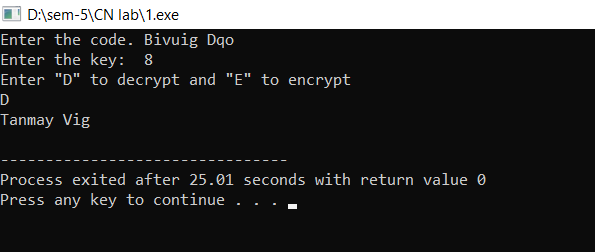 D:\sem-5\CN lab\1.exe
Enter the code. Bivuig Dqo
Enter the key:  8
Enter "D" to decrypt and "E" to encrypt
D
Tanmay Vig
--------------------------------
Process exited after 25.01 seconds with return value 0
Press any key to continue . . .